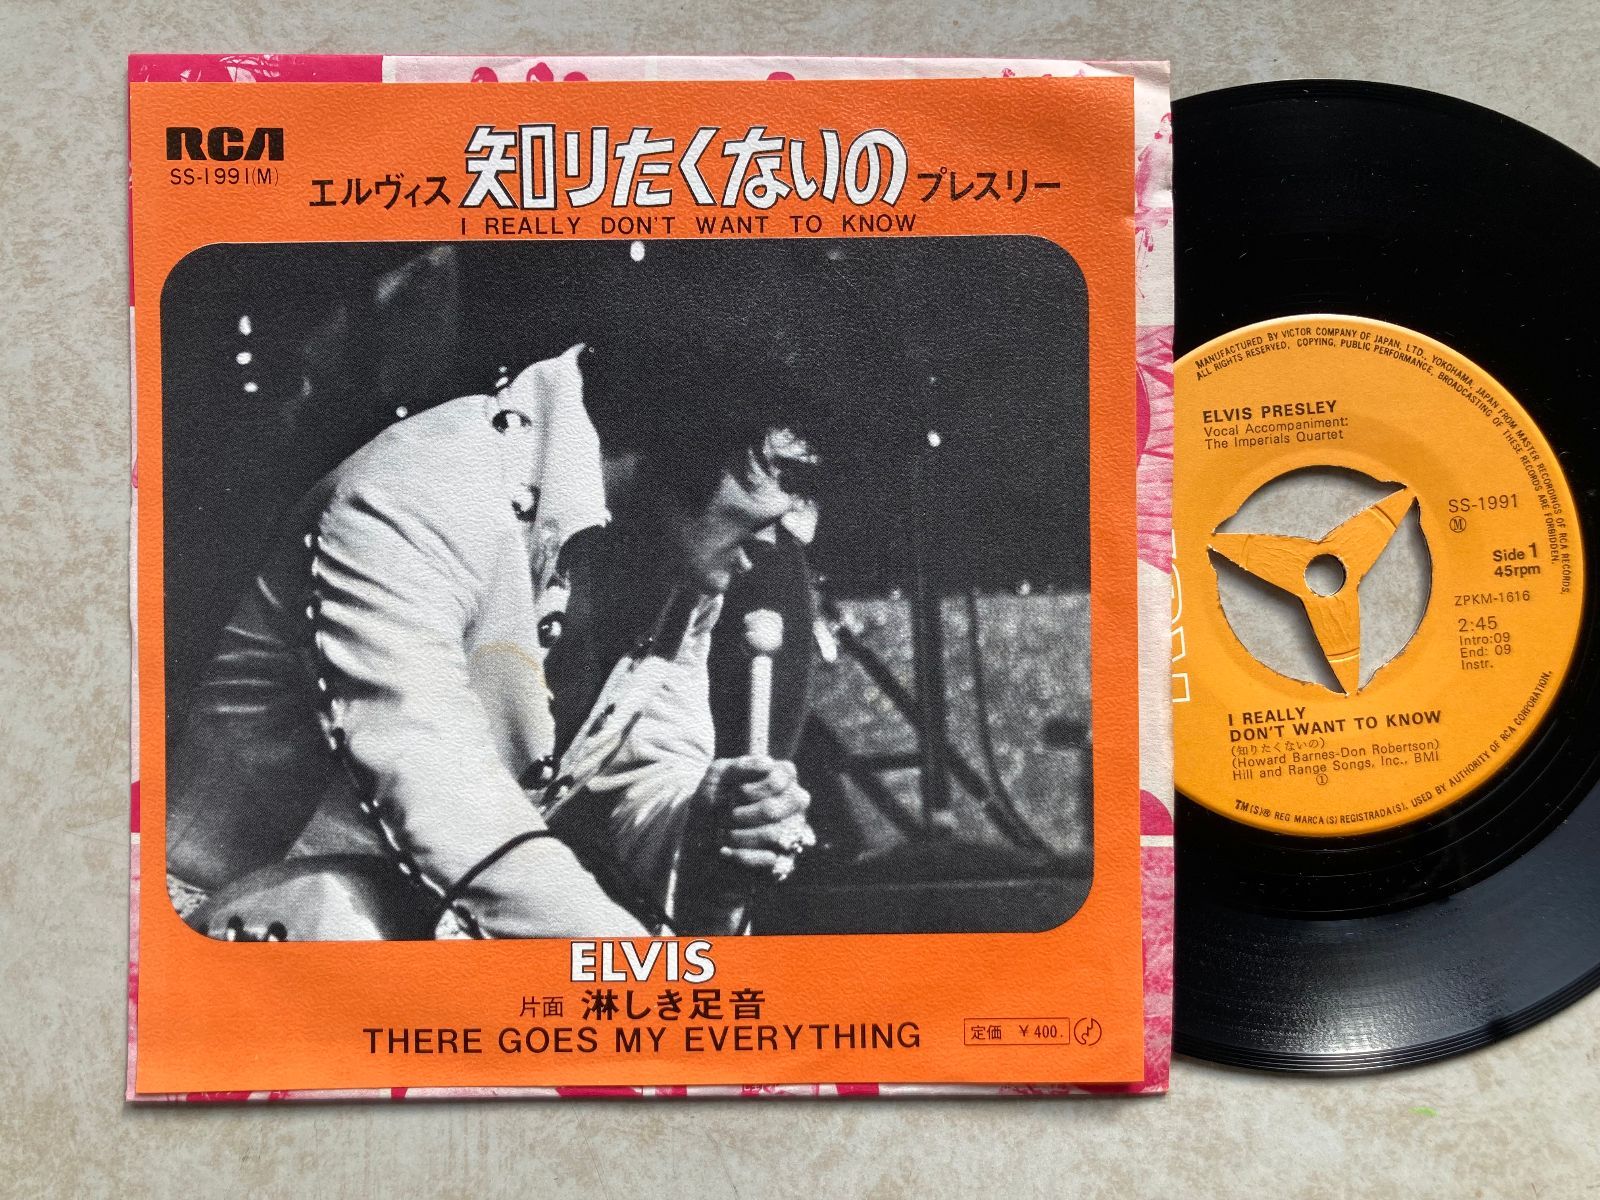 RCA
SS-1991(M)
エルヴィス 知りたくないの プレスリー
I REALLY DON'T WANT TO KNOW
ELVIS
片面 淋しき足音
THERE GOES MY EVERYTHING
定価 ¥400.
MANUFACTURED BY VICTOR COMPANY OF JAPAN, LTD., YOKOHAMA, JAPAN FROM MASTER RECORDINGS OF RCA RECORDS,
ALL RIGHTS RESERVED, COPYING, PUBLIC PERFORMANCE, BROADCASTING OF THESE RECORDS ARE FORBIDDEN.
ELVIS PRESLEY
Vocal Accompaniment:
The Imperials Quartet
SS-1991
Ⓜ
Side 1
45rpm
ZPKM-1616
2:45
Intro:09
End: 09
Instr.
I REALLY
DON'T WANT TO KNOW
(知りたくないの)
(Howard Barnes-Don Robertson)
Hill and Range Songs, Inc., BMI
①
TM(S)® REG MARCA(S) REGISTRADA(S), USED BY AUTHORITY OF RCA CORPORATION.